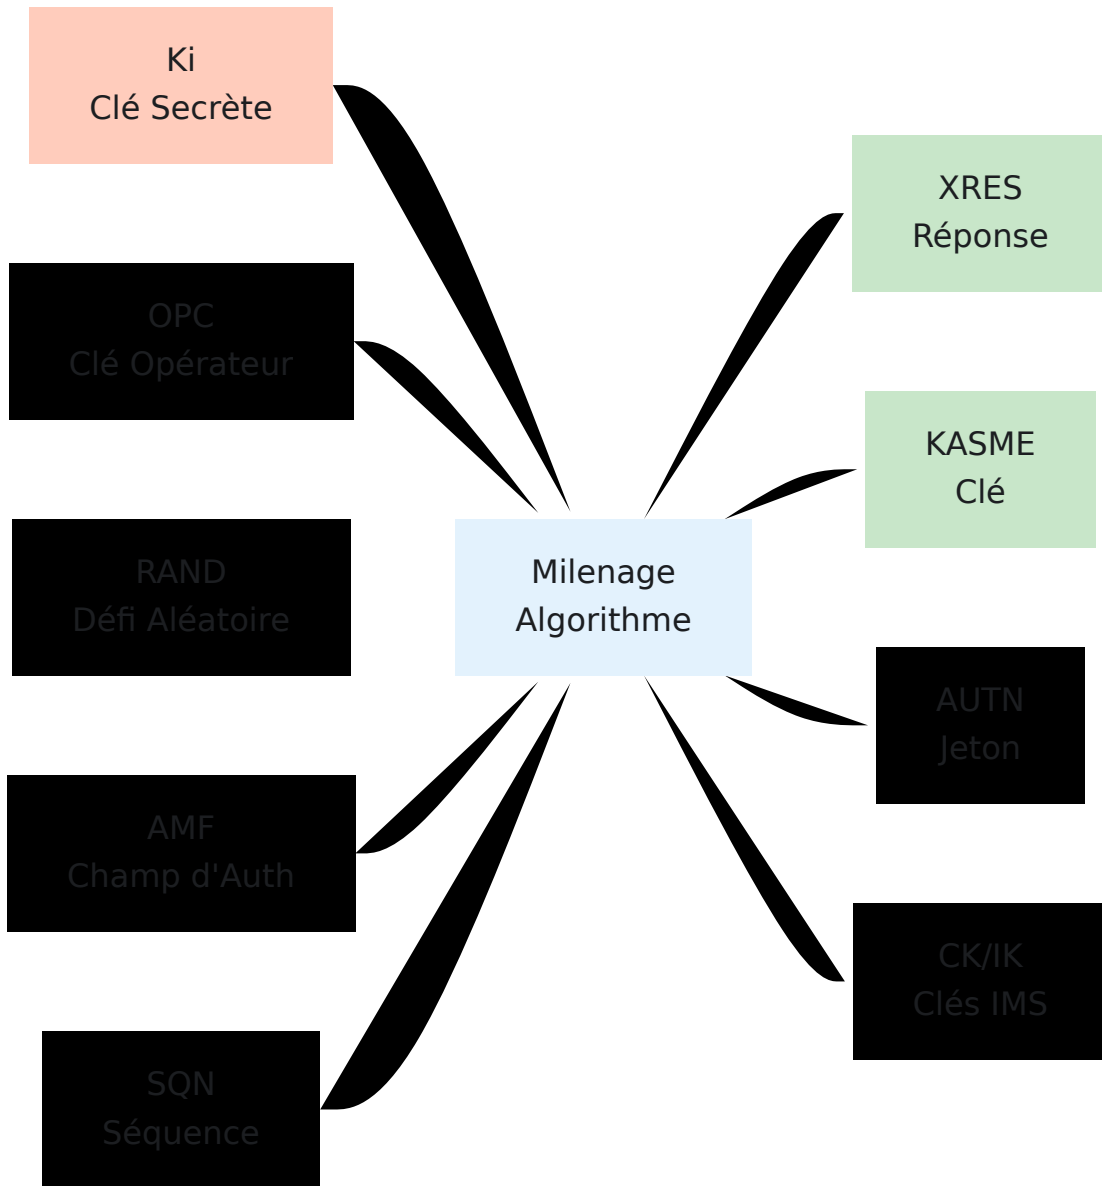 Ki
Clé Secrète
OPC
Clé Opérateur
RAND
Défi Aléatoire
AMF
Champ d'Auth
SQN
Séquence
Milenage
Algorithme
XRES
Réponse
KASME
Clé
AUTN
Jeton
CK/IK
Clés IMS